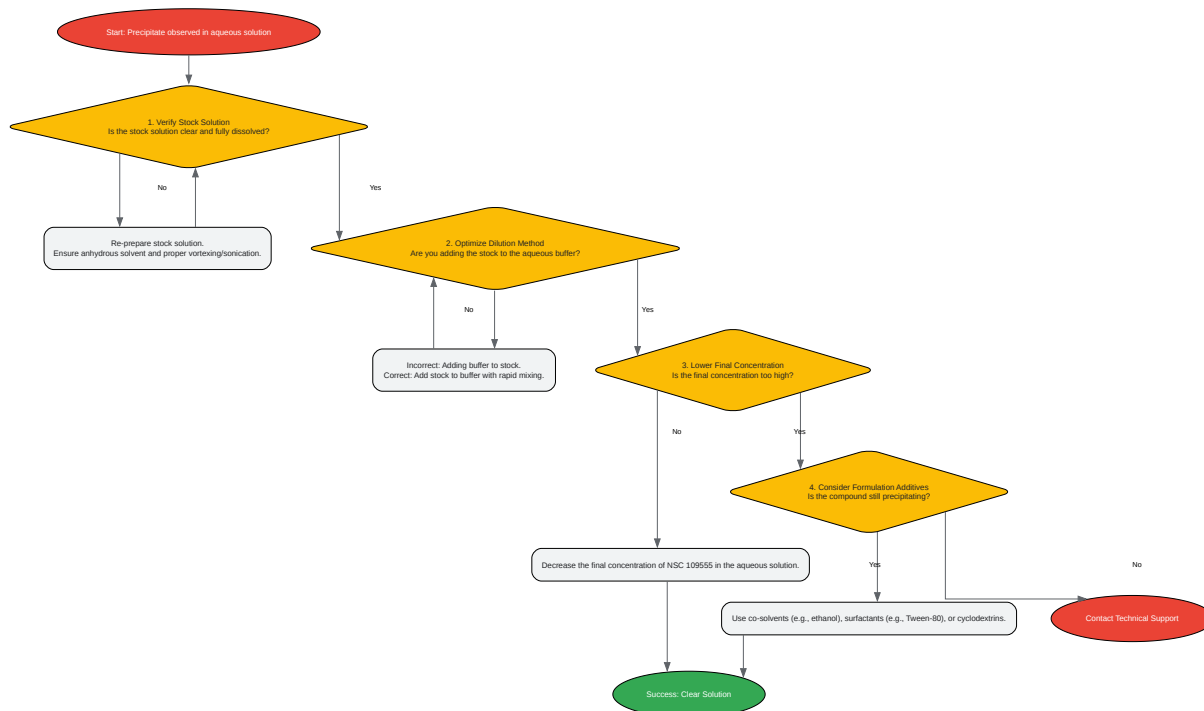 Start: Precipitate observed in aqueous solution
1. Verify Stock Solution
Is the stock solution clear and fully dissolved?
No
Yes
Re-prepare stock solution.
Ensure anhydrous solvent and proper vortexing/sonication.
2. Optimize Dilution Method
Are you adding the stock to the aqueous buffer?
No
Yes
Incorrect: Adding buffer to stock.
Correct: Add stock to buffer with rapid mixing.
3. Lower Final Concentration
Is the final concentration too high?
No
Yes
4. Consider Formulation Additives
Is the compound still precipitating?
Decrease the final concentration of NSC 109555 in the aqueous solution.
Yes
No
Use co-solvents (e.g., ethanol), surfactants (e.g., Tween-80), or cyclodextrins.
Contact Technical Support
Success: Clear Solution